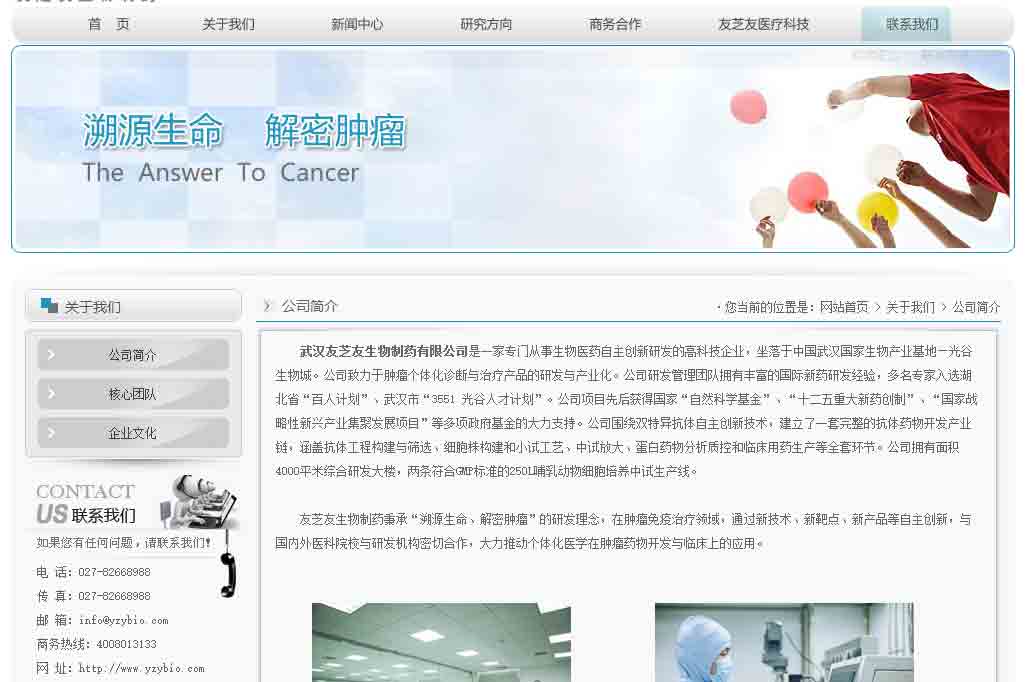 首 页 关于我们 新闻中心 研究方向 商务合作 友芝友医疗科技 联系我们
溯源生命 解密肿瘤
The Answer To Cancer
关于我们
公司简介
核心团队
企业文化
CONTACT
US 联系我们
如果您有任何问题，请联系我们!
电 话: 027-82668988
传 真: 027-82668988
邮 箱: info@yzybio.com
商务热线: 4008013133
网 址: http://www.yzybio.com
公司简介
·您当前的位置是: 网站首页 > 关于我们 > 公司简介
武汉友芝友生物制药有限公司是一家专门从事生物医药自主创新研发的高科技企业，坐落于中国武汉国家生物产业基地—光谷
生物城。公司致力于肿瘤个体化诊断与治疗产品的研发与产业化。公司研发管理团队拥有丰富的国际新药研发经验，多名专家入选湖
北省“百人计划”、武汉市“3551 光谷人才计划”。公司项目先后获得国家“自然科学基金”、“十二五重大新药创制”、“国家战
略性新兴产业集聚发展项目”等多项政府基金的大力支持。公司围绕双特异抗体自主创新技术，建立了一套完整的抗体药物开发产业
链，涵盖抗体工程构建与筛选、细胞株构建和小试工艺、中试放大、蛋白药物分析质控和临床用药生产等全套环节。公司拥有面积
4000平米综合研发大楼，两条符合GMP标准的250L哺乳动物细胞培养中试生产线。
友芝友生物制药秉承“溯源生命、解密肿瘤”的研发理念，在肿瘤免疫治疗领域，通过新技术、新靶点、新产品等自主创新，与
国内外医科院校与研发机构密切合作，大力推动个体化医学在肿瘤药物开发与临床上的应用。